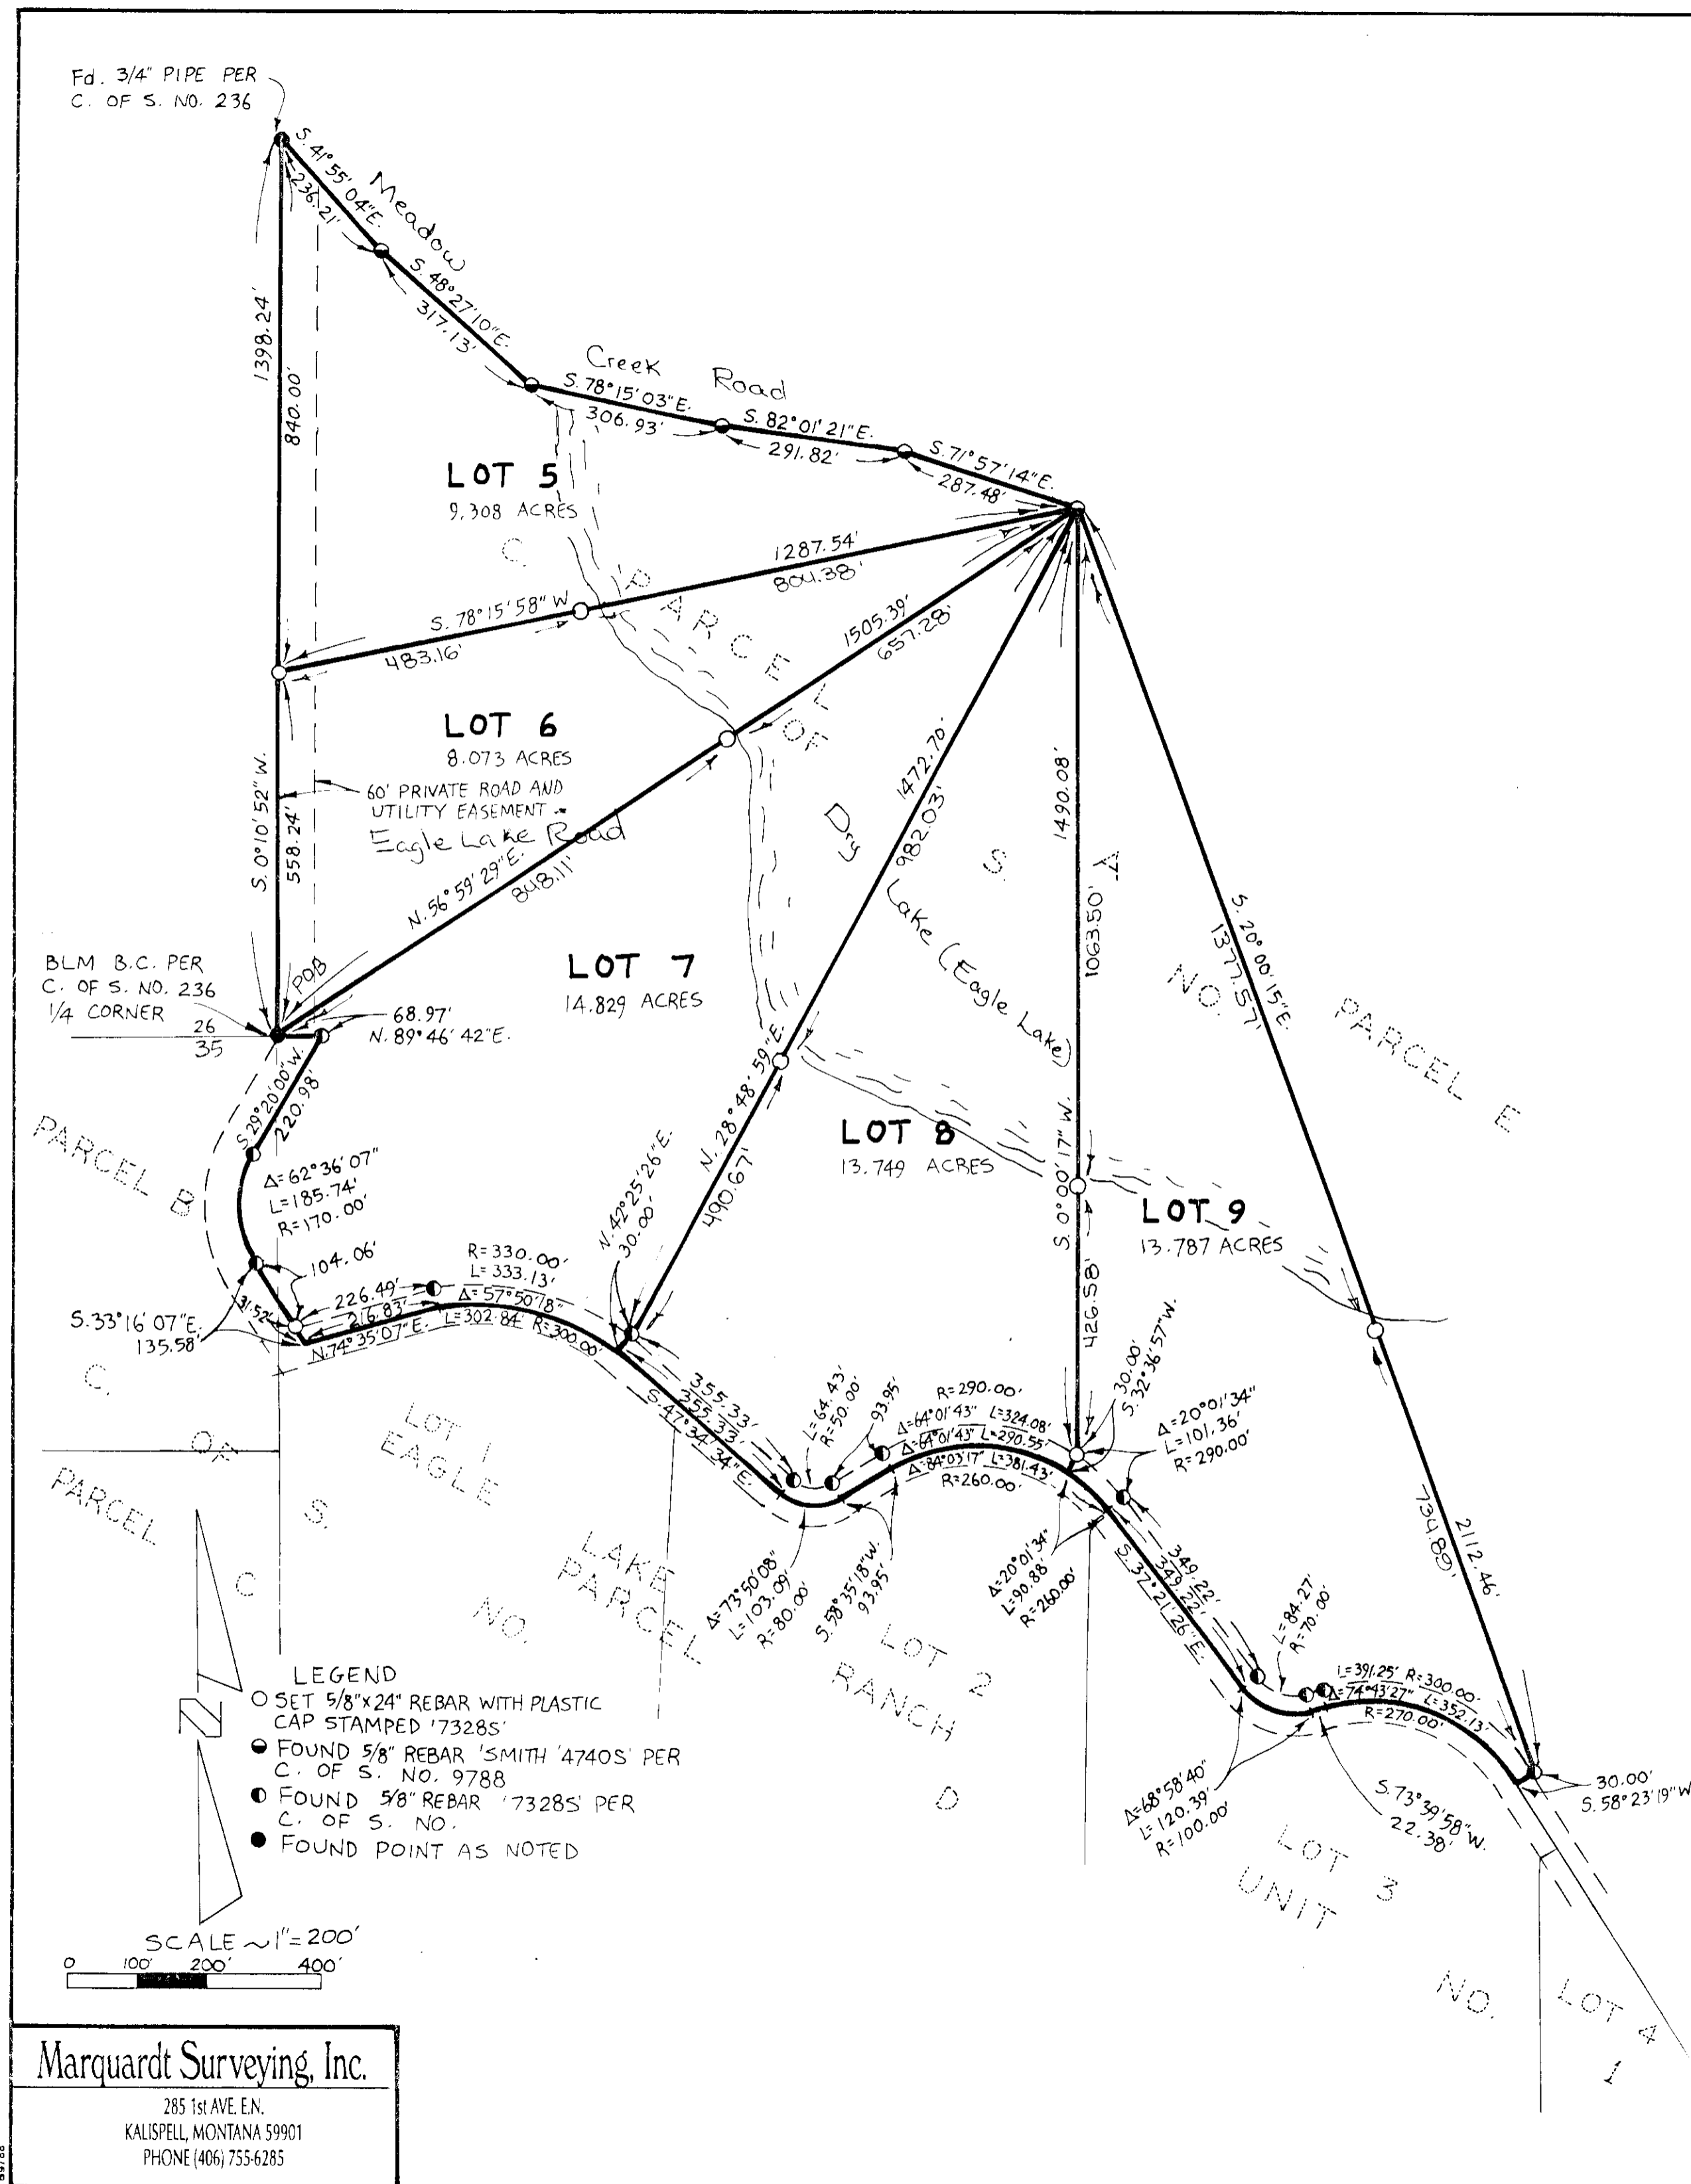 Fd. 3/4" PIPE PER
C. OF S. NO. 236
S. 41° 55' 04" E.
236.21'
Meadow
S. 48° 27' 10" E.
317.13'
Creek Road
S. 78° 15' 03" E.
306.93'
S. 82° 01' 21" E.
291.82'
S. 71° 57' 14" E.
287.48'
1398.24'
840.00'
LOT 5
9.308 ACRES
1287.54'
804.38'
S. 78° 15' 58" W
483.16'
C.
PARCEL
OF
S.
A
NO.
1505.39'
657.28'
LOT 6
8.073 ACRES
60' PRIVATE ROAD AND
UTILITY EASEMENT
Eagle Lake Road
S. 0° 10' 52" W.
558.24'
N. 56° 59' 29" E.
848.11'
1472.70'
982.03'
Dry Lake (Eagle Lake)
1490.08'
1063.50'
S. 20° 00' 15" E.
1377.57'
PARCEL E
BLM B.C. PER
C. OF S. NO. 236
1/4 CORNER
26
35
POB
68.97'
N. 89° 46' 42" E.
LOT 7
14.829 ACRES
S. 29° 20' 00" W.
220.98'
PARCEL B
Δ=62° 36' 07"
L=185.74'
R=170.00'
104.06'
S. 33° 16' 07" E.
135.58'
31.52'
226.49'
216.83'
N. 74° 35' 07" E.
R=330.00'
L=333.13'
Δ=57° 50' 18"
L=302.84' R=300.00'
N. 42° 25' 26" E.
30.00'
N. 28° 48' 59" E.
490.67'
LOT 8
13.749 ACRES
S. 0° 00' 17" W.
426.58'
LOT 9
13.787 ACRES
355.33'
355.33'
S. 47° 34' 34" E.
L=64.43'
R=50.00'
93.95'
R=290.00'
Δ=64° 01' 43" L=324.08'
Δ=64° 01' 43" L=290.55'
Δ=84° 03' 17" L=381.43'
R=260.00'
30.00'
S. 32° 36' 57" W.
Δ=20° 01' 34"
L=101.36'
R=290.00'
Δ=73° 50' 08"
L=103.09'
R=80.00'
S. 58° 35' 18" W.
93.95'
Δ=20° 01' 34"
L=90.88'
R=260.00'
349.22'
349.22'
S. 37° 21' 26" E.
L=84.27'
R=70.00'
L=391.25' R=300.00'
Δ=74° 43' 27" L=352.13'
R=270.00'
734.89'
2112.46'
30.00'
S. 58° 23' 19" W
Δ=68° 58' 40"
L=120.39'
R=100.00'
S. 73° 39' 58" W.
22.38'
C. OF S. NO.
PARCEL C
LOT 1
EAGLE LAKE
PARCEL D
LOT 2
RANCH
LOT 3
UNIT
NO. 1
LOT 4
N
LEGEND
SET 5/8" x 24" REBAR WITH PLASTIC
CAP STAMPED '7328S'
FOUND 5/8" REBAR 'SMITH '4740S' PER
C. OF S. NO. 9788
FOUND 5/8" REBAR '7328S' PER
C. OF S. NO.
FOUND POINT AS NOTED
SCALE ~ 1" = 200'
0 100' 200' 400'
Marquardt Surveying, Inc.
285 1st AVE. E.N.
KALISPELL, MONTANA 59901
PHONE (406) 755-6285